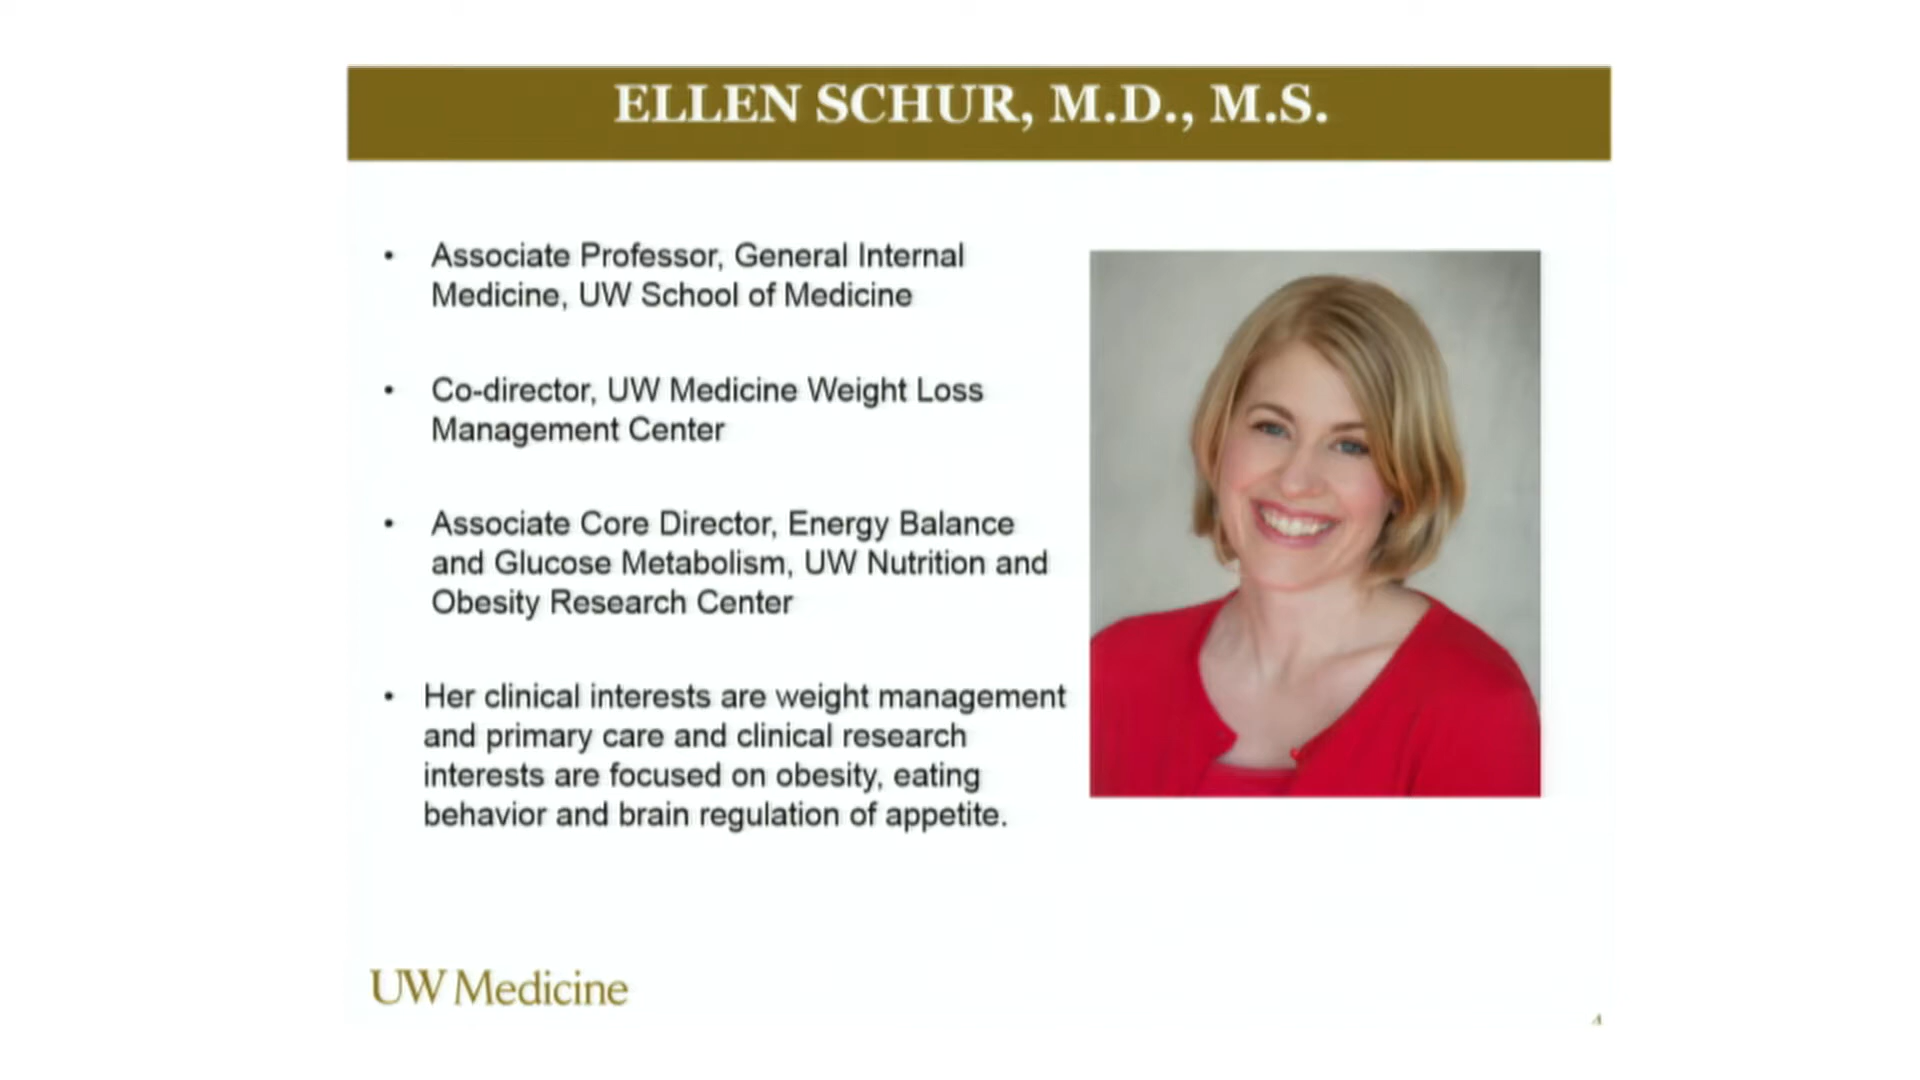 ELLEN SCHUR, M.D., M.S.
• Associate Professor, General Internal
Medicine, UW School of Medicine
• Co-director, UW Medicine Weight Loss
Management Center
• Associate Core Director, Energy Balance
and Glucose Metabolism, UW Nutrition and
Obesity Research Center
• Her clinical interests are weight management
and primary care and clinical research
interests are focused on obesity, eating
behavior and brain regulation of appetite.
UW Medicine
4